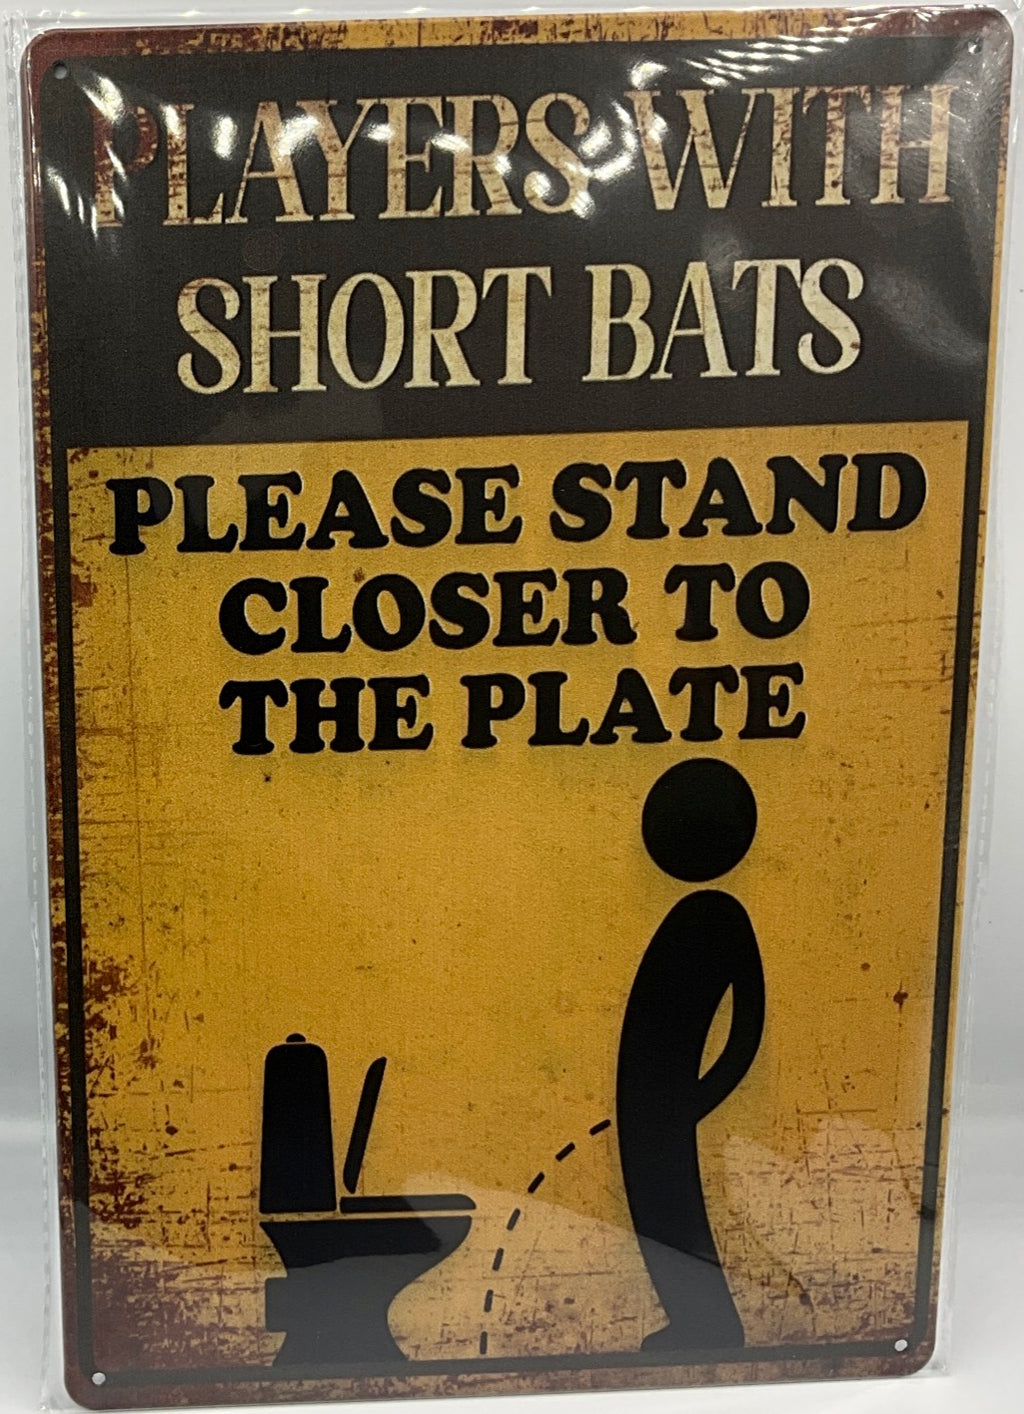 PLAYERS WITH
SHORT BATS
PLEASE STAND
CLOSER TO
THE PLATE